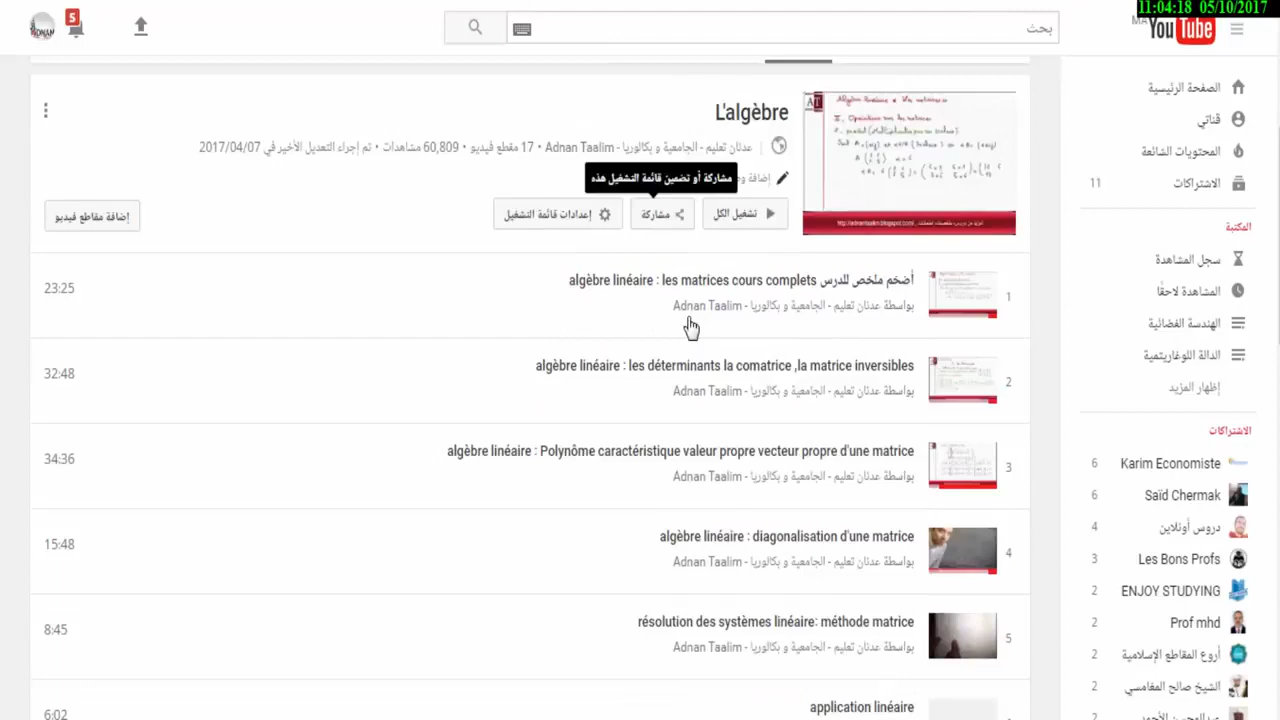 11:04:18 05/10/2017
5
بحث
YouTube MA
L'algèbre
عدنان تعليم - الجامعية و بكالوريا - Adnan Taalim • 17 مقطع فيديو • 60,809 مشاهدات • تم إجراء التعديل الأخير في 2017/04/07
مشاركة أو تضمين قائمة التشغيل هذه
تشغيل الكل
مشاركة
إعدادات قائمة التشغيل
إضافة مقاطع فيديو
1
أضخم ملخص للدرس algèbre linéaire : les matrices cours complets
بواسطة عدنان تعليم - الجامعية و بكالوريا - Adnan Taalim
23:25
2
algèbre linéaire : les déterminants la comatrice ,la matrice inversibles
بواسطة عدنان تعليم - الجامعية و بكالوريا - Adnan Taalim
32:48
3
algèbre linéaire : Polynôme caractéristique valeur propre vecteur propre d'une matrice
بواسطة عدنان تعليم - الجامعية و بكالوريا - Adnan Taalim
34:36
4
algèbre linéaire : diagonalisation d'une matrice
بواسطة عدنان تعليم - الجامعية و بكالوريا - Adnan Taalim
15:48
5
résolution des systèmes linéaire: méthode matrice
بواسطة عدنان تعليم - الجامعية و بكالوريا - Adnan Taalim
8:45
application linéaire
6:02
الصفحة الرئيسية
قناتي
المحتويات الشائعة
الاشتراكات 11
المكتبة
سجل المشاهدة
المشاهدة لاحقًا
الهندسة الفضائية
الدالة اللوغاريتمية
إظهار المزيد
الاشتراكات
Karim Economiste 6
Saïd Chermak 6
دروس أونلاين 4
Les Bons Profs 3
ENJOY STUDYING 2
Prof mhd 2
أروع المقاطع الإسلامية 2
الشيخ صالح المغامسي 2